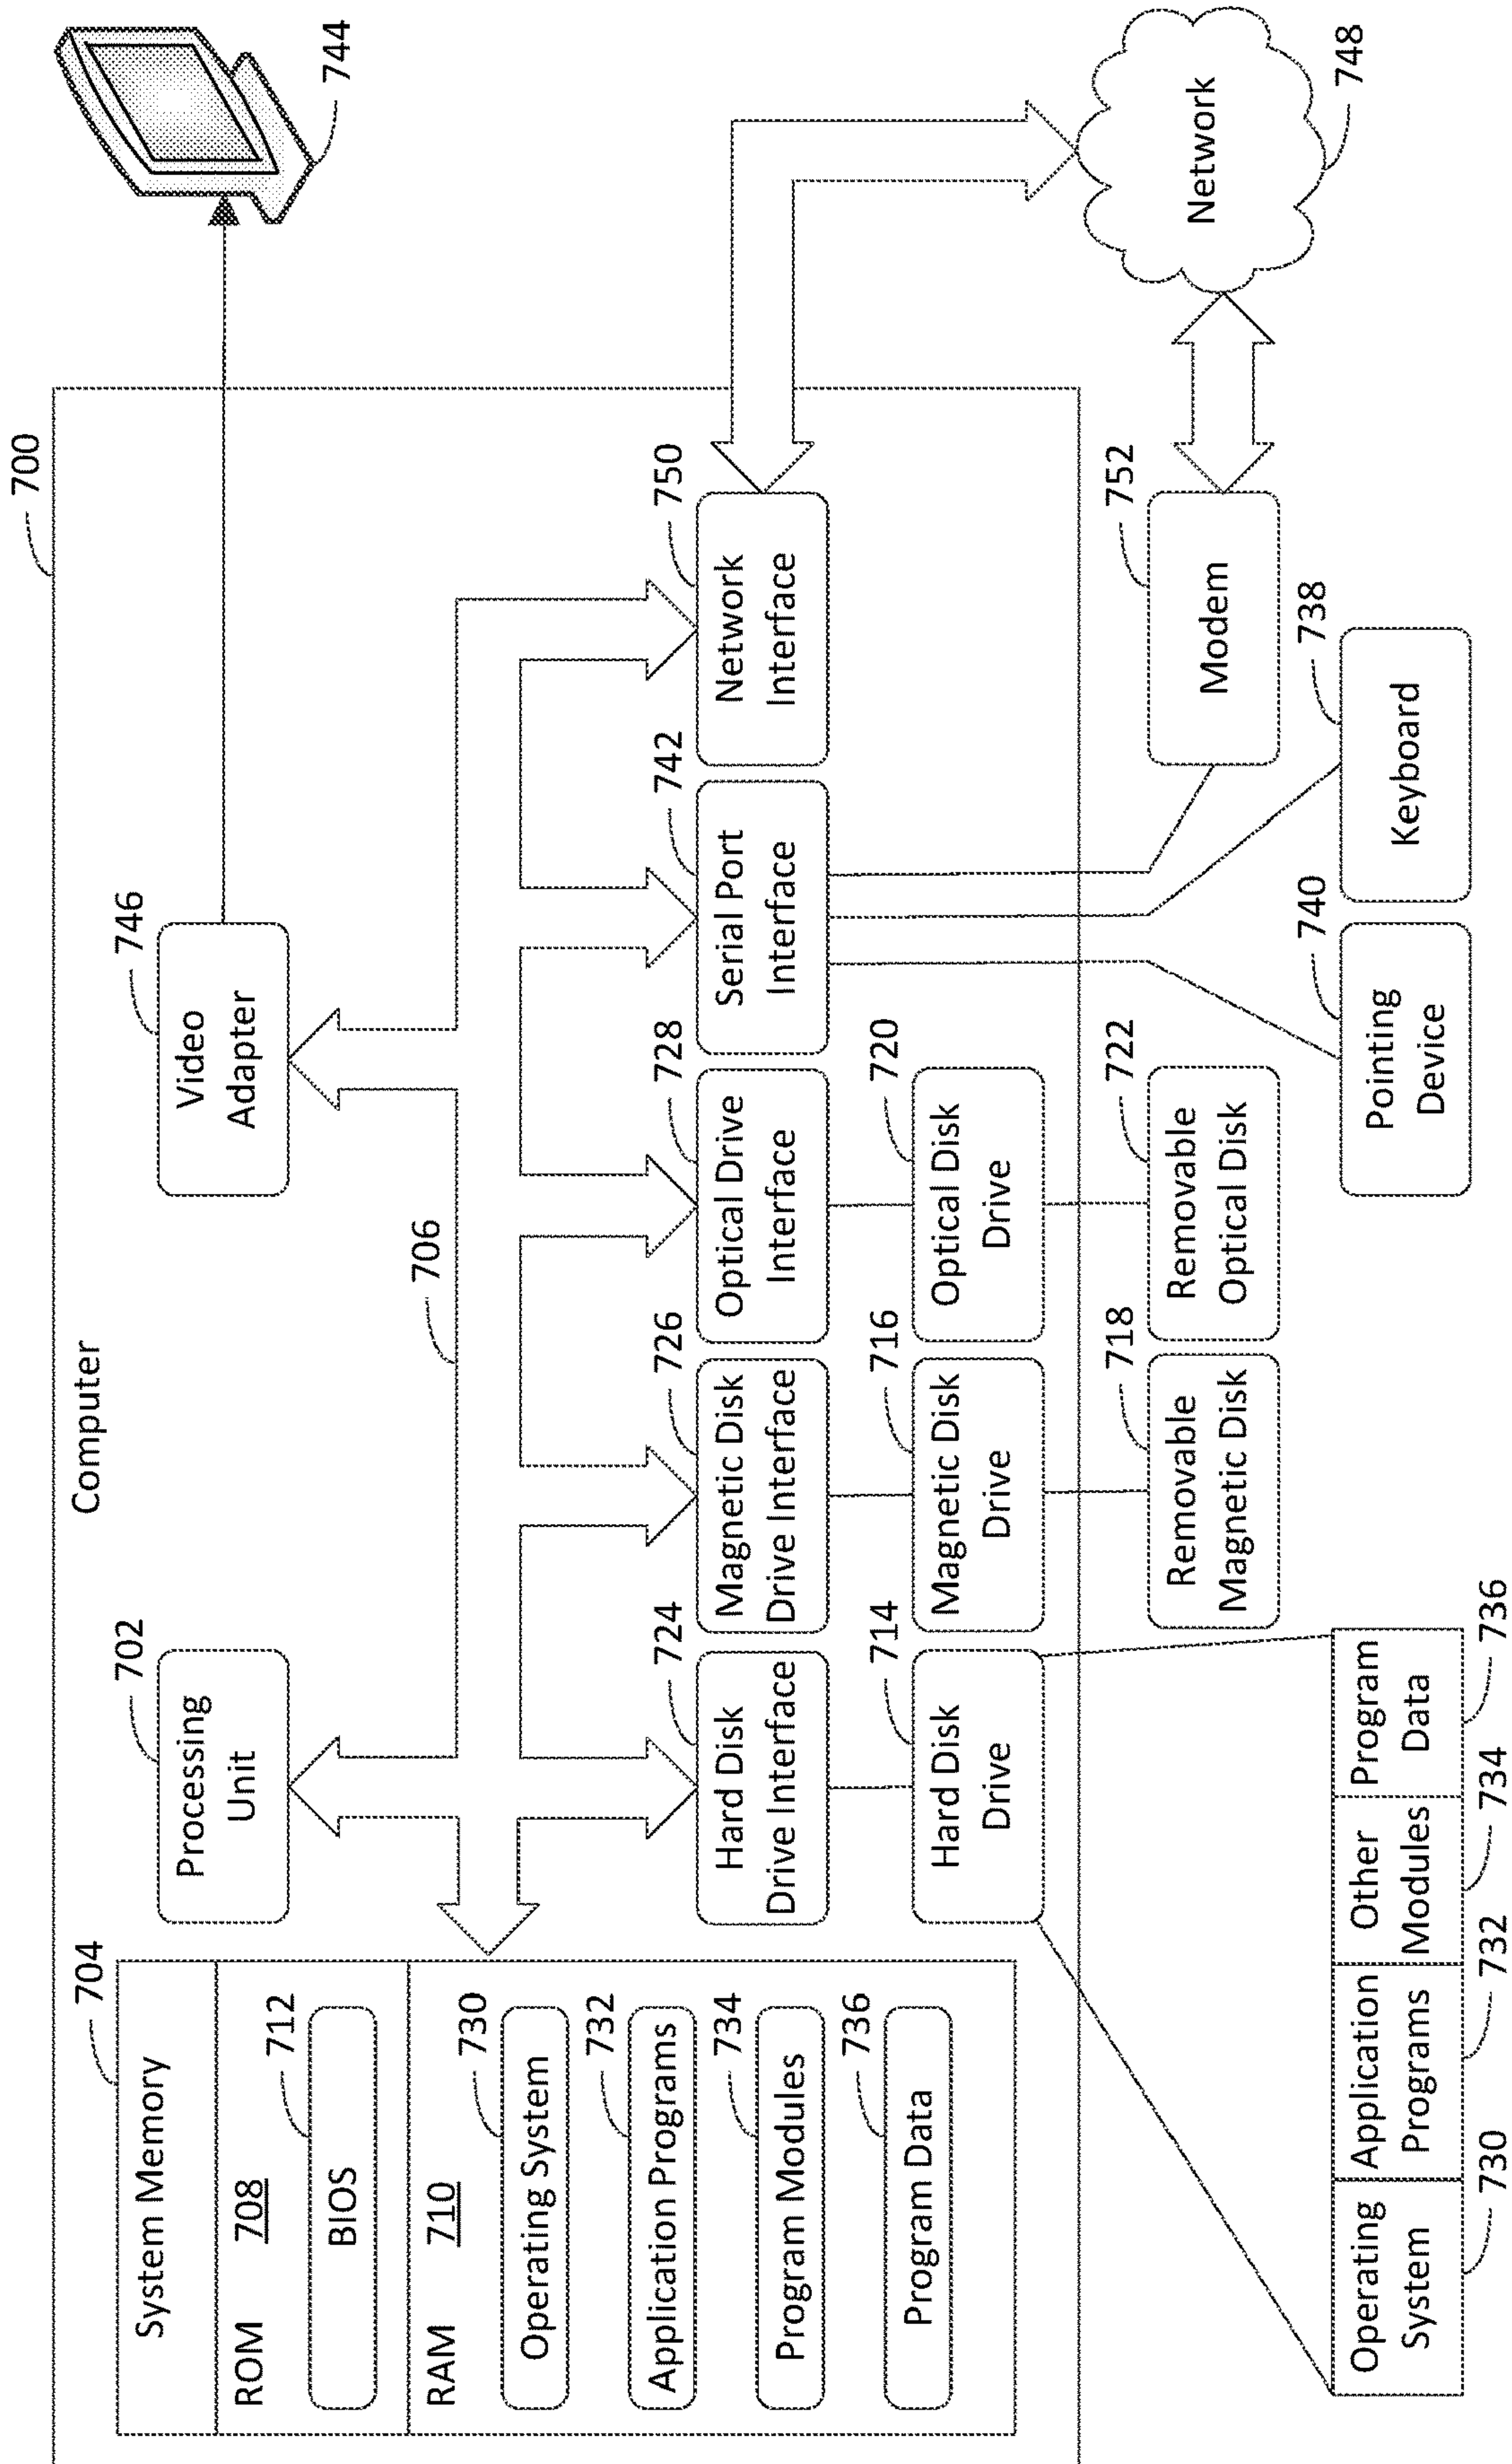 700
Computer
744
704
System Memory
ROM 708
712
BIOS
RAM 710
730
Operating System
732
Application Programs
734
Program Modules
736
Program Data
702
Processing
Unit
746
Video
Adapter
706
724
Hard Disk
Drive Interface
726
Magnetic Disk
Drive Interface
728
Optical Drive
Interface
742
Serial Port
Interface
750
Network
Interface
714
Hard Disk
Drive
716
Magnetic Disk
Drive
720
Optical Disk
Drive
718
Removable
Magnetic Disk
722
Removable
Optical Disk
752
Modem
Network
748
740
Pointing
Device
738
Keyboard
Operating
System
Application
Programs
Other
Modules
Program
Data
730
732
734
736